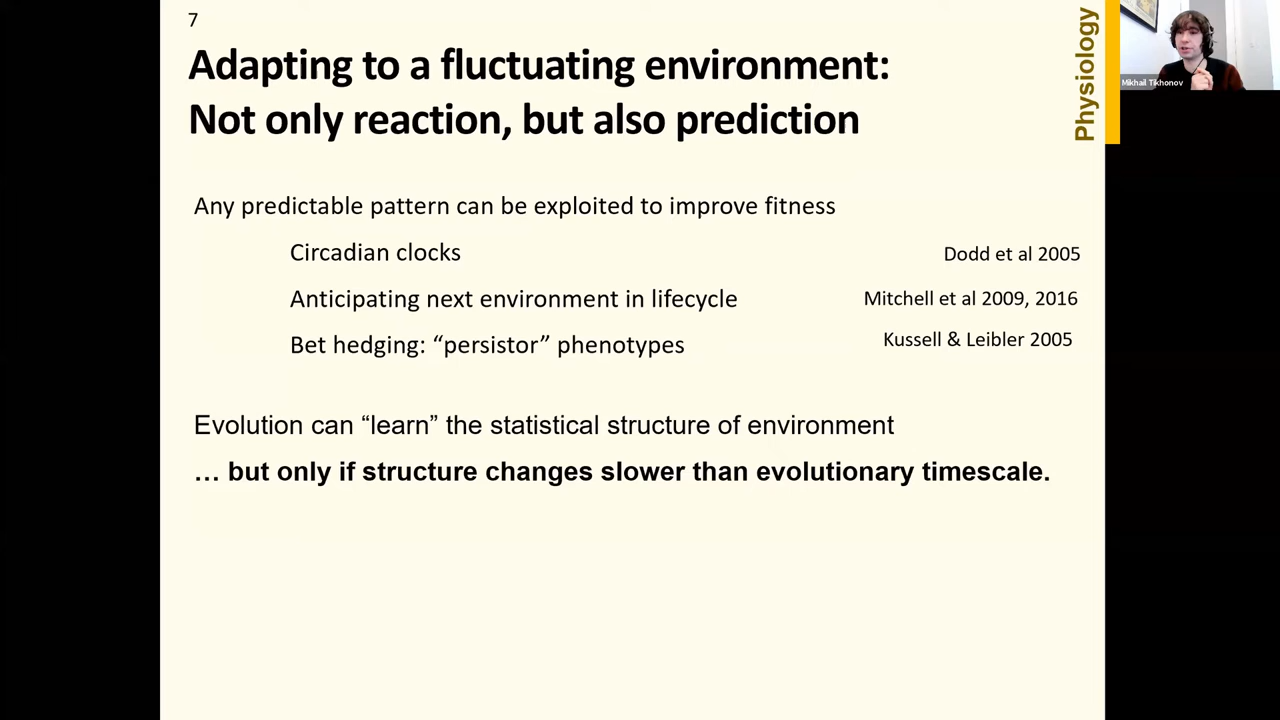 7
Adapting to a fluctuating environment:
Not only reaction, but also prediction
Physiology
Mikhail Tikhonov
Any predictable pattern can be exploited to improve fitness
Circadian clocks
Dodd et al 2005
Anticipating next environment in lifecycle
Mitchell et al 2009, 2016
Bet hedging: “persistor” phenotypes
Kussell & Leibler 2005
Evolution can “learn” the statistical structure of environment
… but only if structure changes slower than evolutionary timescale.